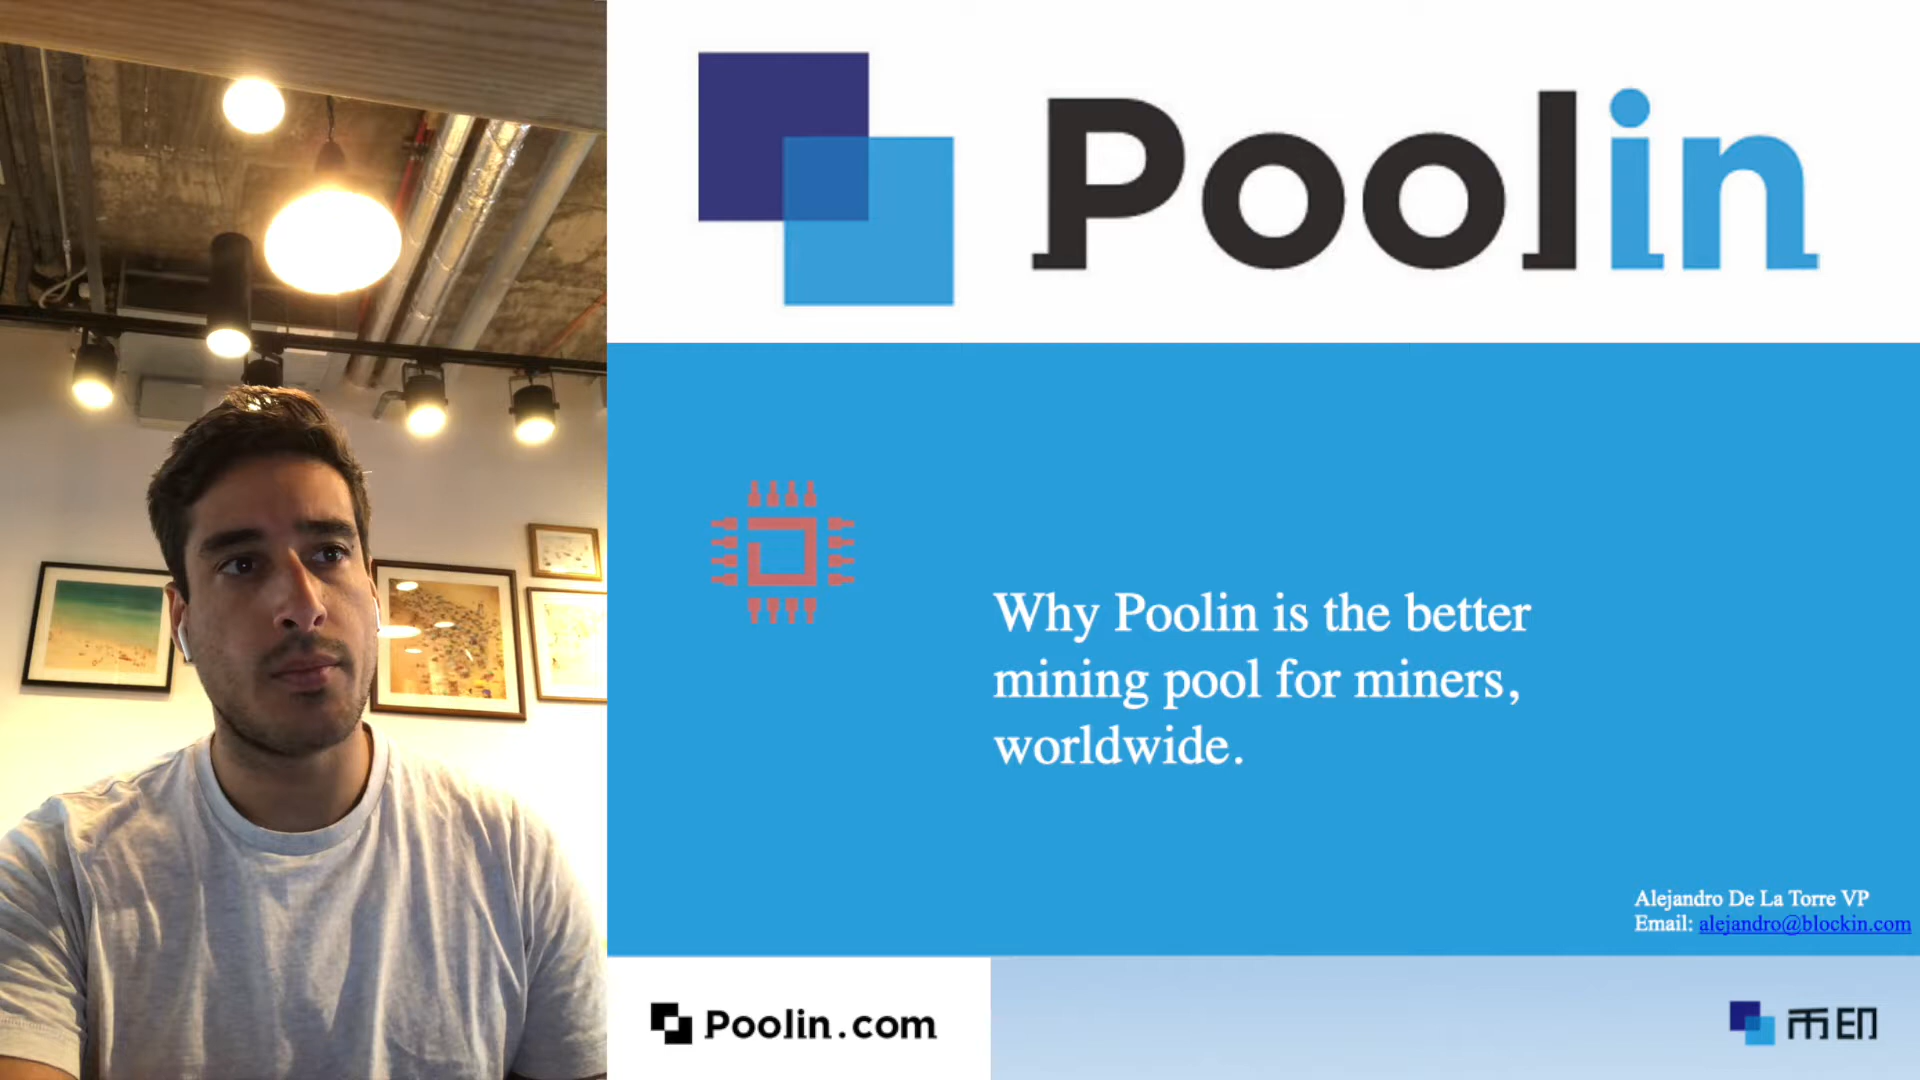 Poolin
Why Poolin is the better
mining pool for miners,
worldwide.
Alejandro De La Torre VP
Email: alejandro@blockin.com
Poolin.com
币印